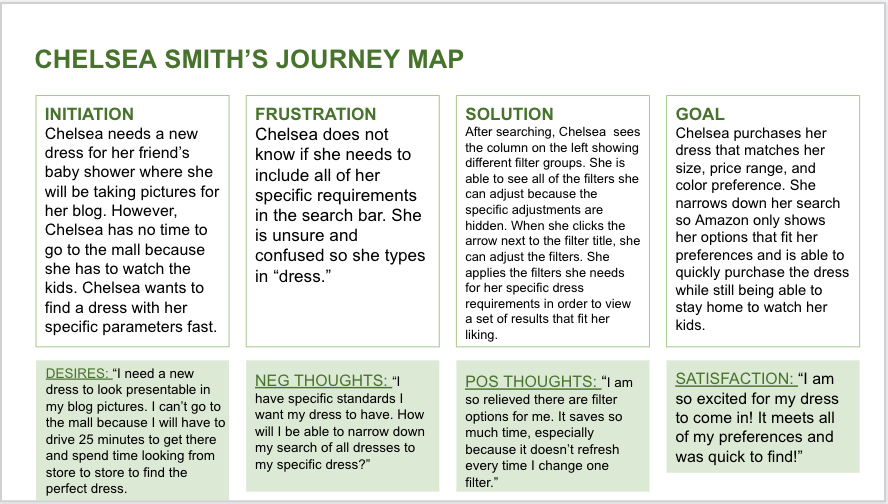 CHELSEA SMITH’S JOURNEY MAP
INITIATION
Chelsea needs a new
dress for her friend’s
baby shower where she
will be taking pictures for
her blog. However,
Chelsea has no time to
go to the mall because
she has to watch the
kids. Chelsea wants to
find a dress with her
specific parameters fast.
DESIRES: “I need a new
dress to look presentable in
my blog pictures. I can’t go to
the mall because I will have to
drive 25 minutes to get there
and spend time looking from
store to store to find the
perfect dress.
FRUSTRATION
Chelsea does not
know if she needs to
include all of her
specific requirements
in the search bar. She
is unsure and
confused so she types
in “dress.”
NEG THOUGHTS: “I
have specific standards I
want my dress to have. How
will I be able to narrow down
my search of all dresses to
my specific dress?”
SOLUTION
After searching, Chelsea  sees
the column on the left showing
different filter groups. She is
able to see all of the filters she
can adjust because the
specific adjustments are
hidden. When she clicks the
arrow next to the filter title, she
can adjust the filters. She
applies the filters she needs
for her specific dress
requirements in order to view
a set of results that fit her
liking.
POS THOUGHTS: “I am
so relieved there are filter
options for me. It saves so
much time, especially
because it doesn’t refresh
every time I change one
filter.”
GOAL
Chelsea purchases her
dress that matches her
size, price range, and
color preference. She
narrows down her search
so Amazon only shows
her options that fit her
preferences and is able to
quickly purchase the dress
while still being able to
stay home to watch her
kids.
SATISFACTION: “I am
so excited for my dress
to come in! It meets all
of my preferences and
was quick to find!”